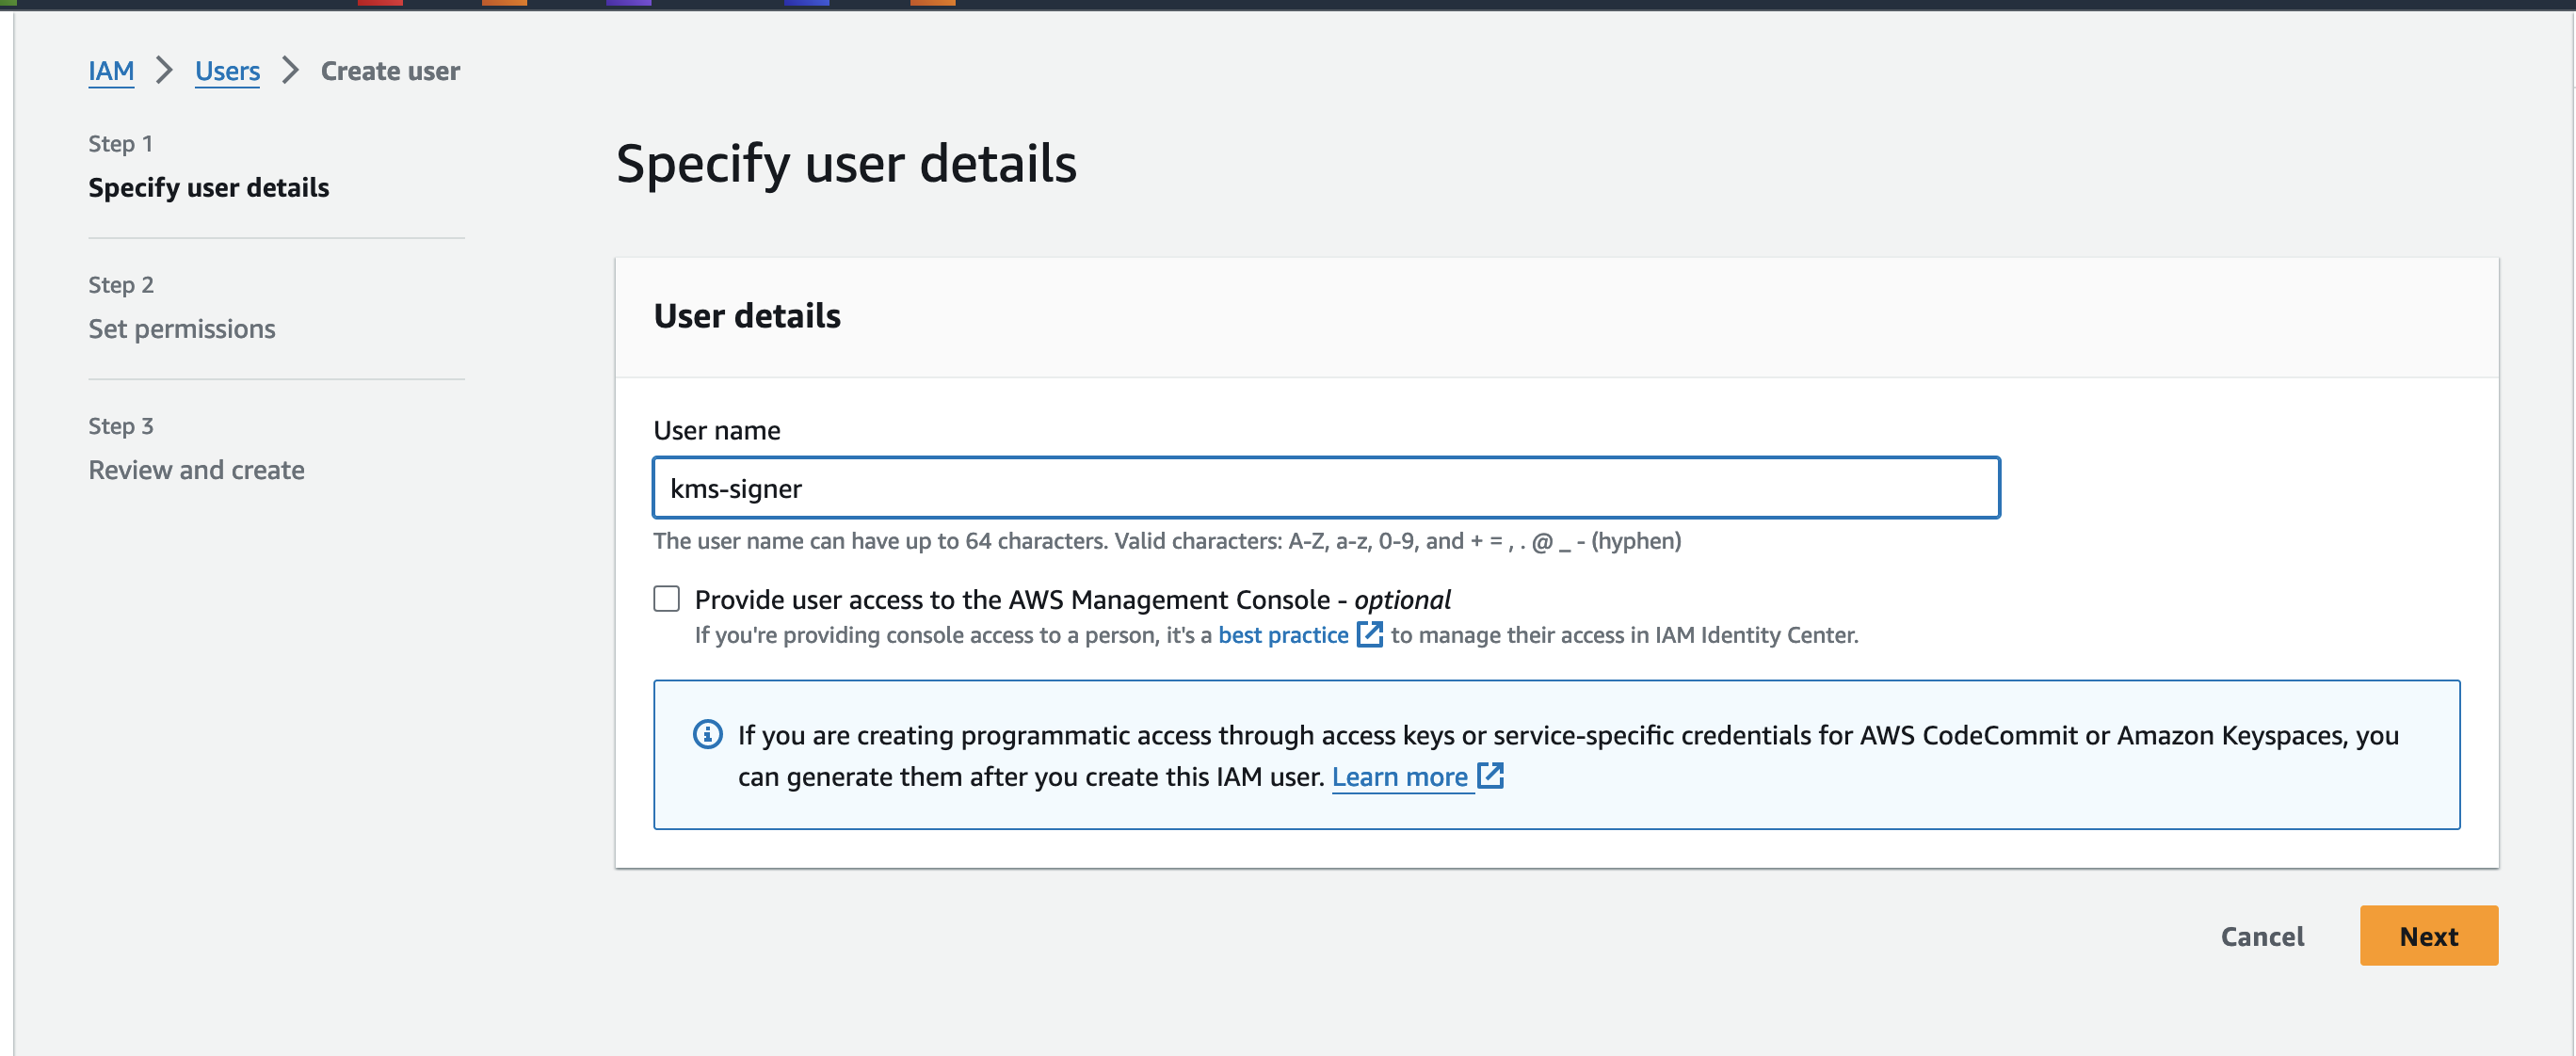 IAM > Users > Create user
Step 1
Specify user details
Step 2
Set permissions
Step 3
Review and create
Specify user details
User details
User name
kms-signer
The user name can have up to 64 characters. Valid characters: A-Z, a-z, 0-9, and + = , . @ _ - (hyphen)
Provide user access to the AWS Management Console - optional
If you're providing console access to a person, it's a best practice to manage their access in IAM Identity Center.
If you are creating programmatic access through access keys or service-specific credentials for AWS CodeCommit or Amazon Keyspaces, you
can generate them after you create this IAM user. Learn more
Cancel
Next